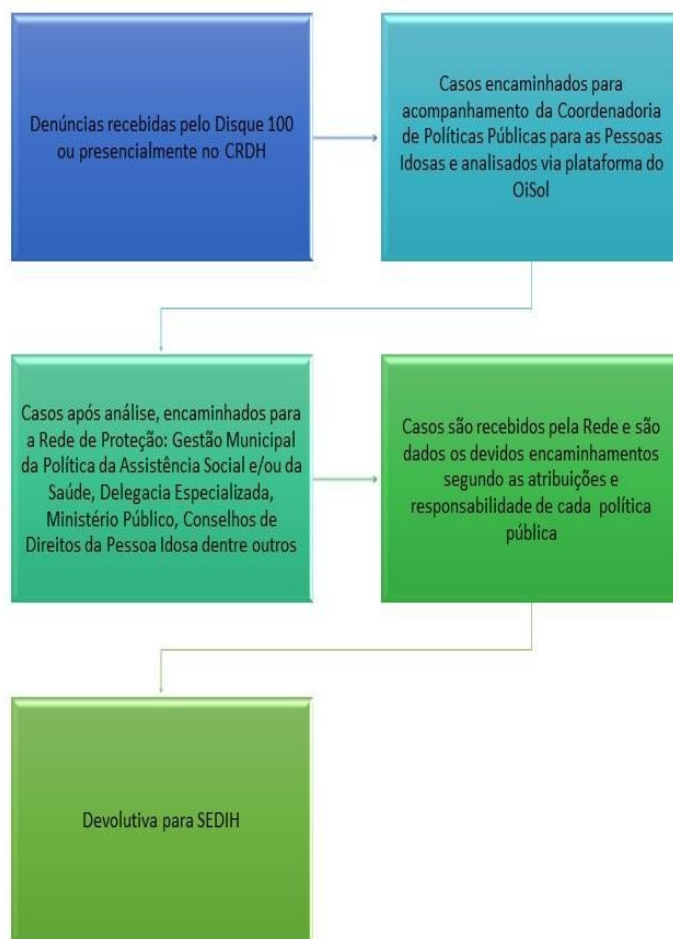 Denúncias recebidas pelo Disque 100
ou presencialmente no CRDH
Casos encaminhados para
acompanhamento da Coordenadoria
de Políticas Públicas para as Pessoas
Idosas e analisados via plataforma do
OiSol
Casos após análise, encaminhados para
a Rede de Proteção: Gestão Municipal
da Política da Assistência Social e/ou da
Saúde, Delegacia Especializada,
Ministério Público, Conselhos de
Direitos da Pessoa Idosa dentre outros
Casos são recebidos pela Rede e são
dados os devidos encaminhamentos
segundo as atribuições e
responsabilidade de cada política
pública
Devolutiva para SEDIH